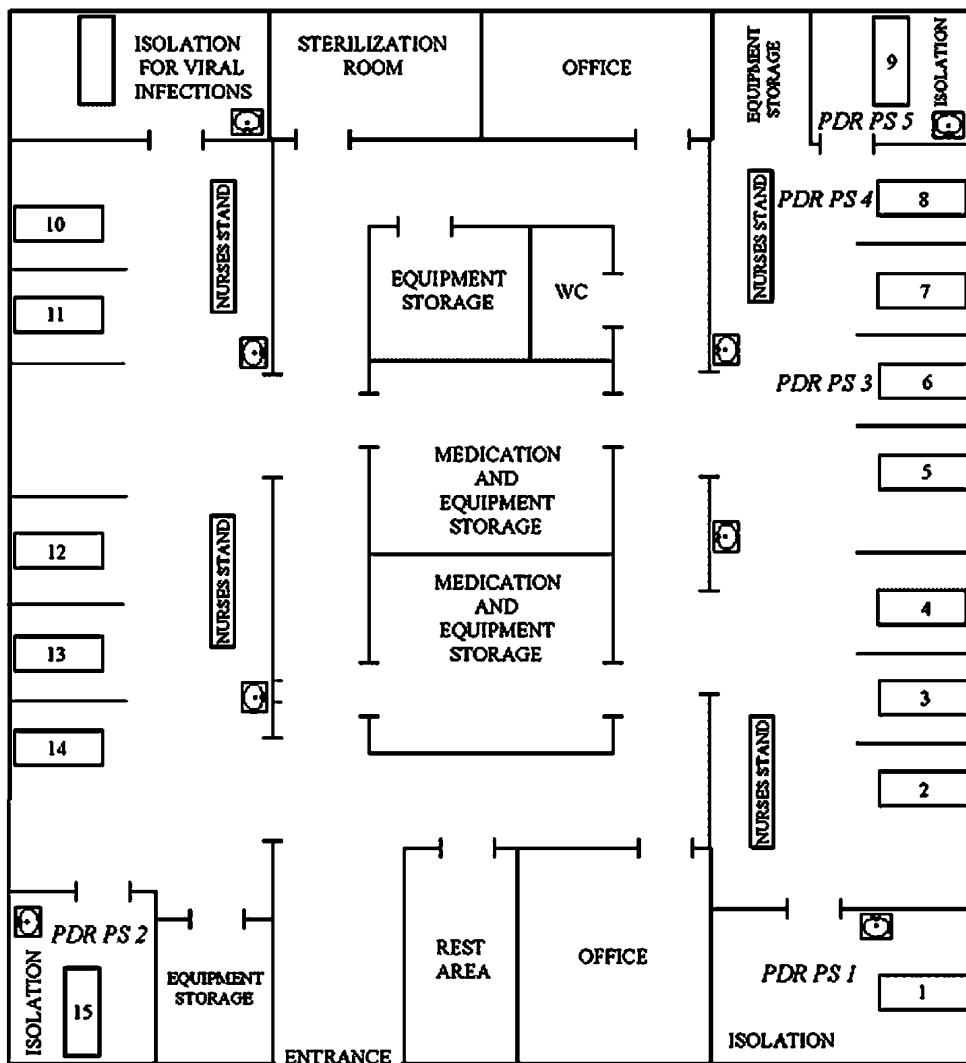 ISOLATION
FOR VIRAL
INFECTIONS
STERILIZATION
ROOM
OFFICE
EQUIPMENT
STORAGE
9
ISOLATION
PDR PS 5
10
NURSES STAND
NURSES STAND
PDR PS 4
8
EQUIPMENT
STORAGE
WC
11
7
PDR PS 3
6
MEDICATION
AND
EQUIPMENT
STORAGE
5
12
NURSES STAND
MEDICATION
AND
EQUIPMENT
STORAGE
4
13
3
14
NURSES STAND
2
PDR PS 2
ISOLATION
15
EQUIPMENT
STORAGE
REST
AREA
OFFICE
PDR PS 1
1
ISOLATION
ENTRANCE